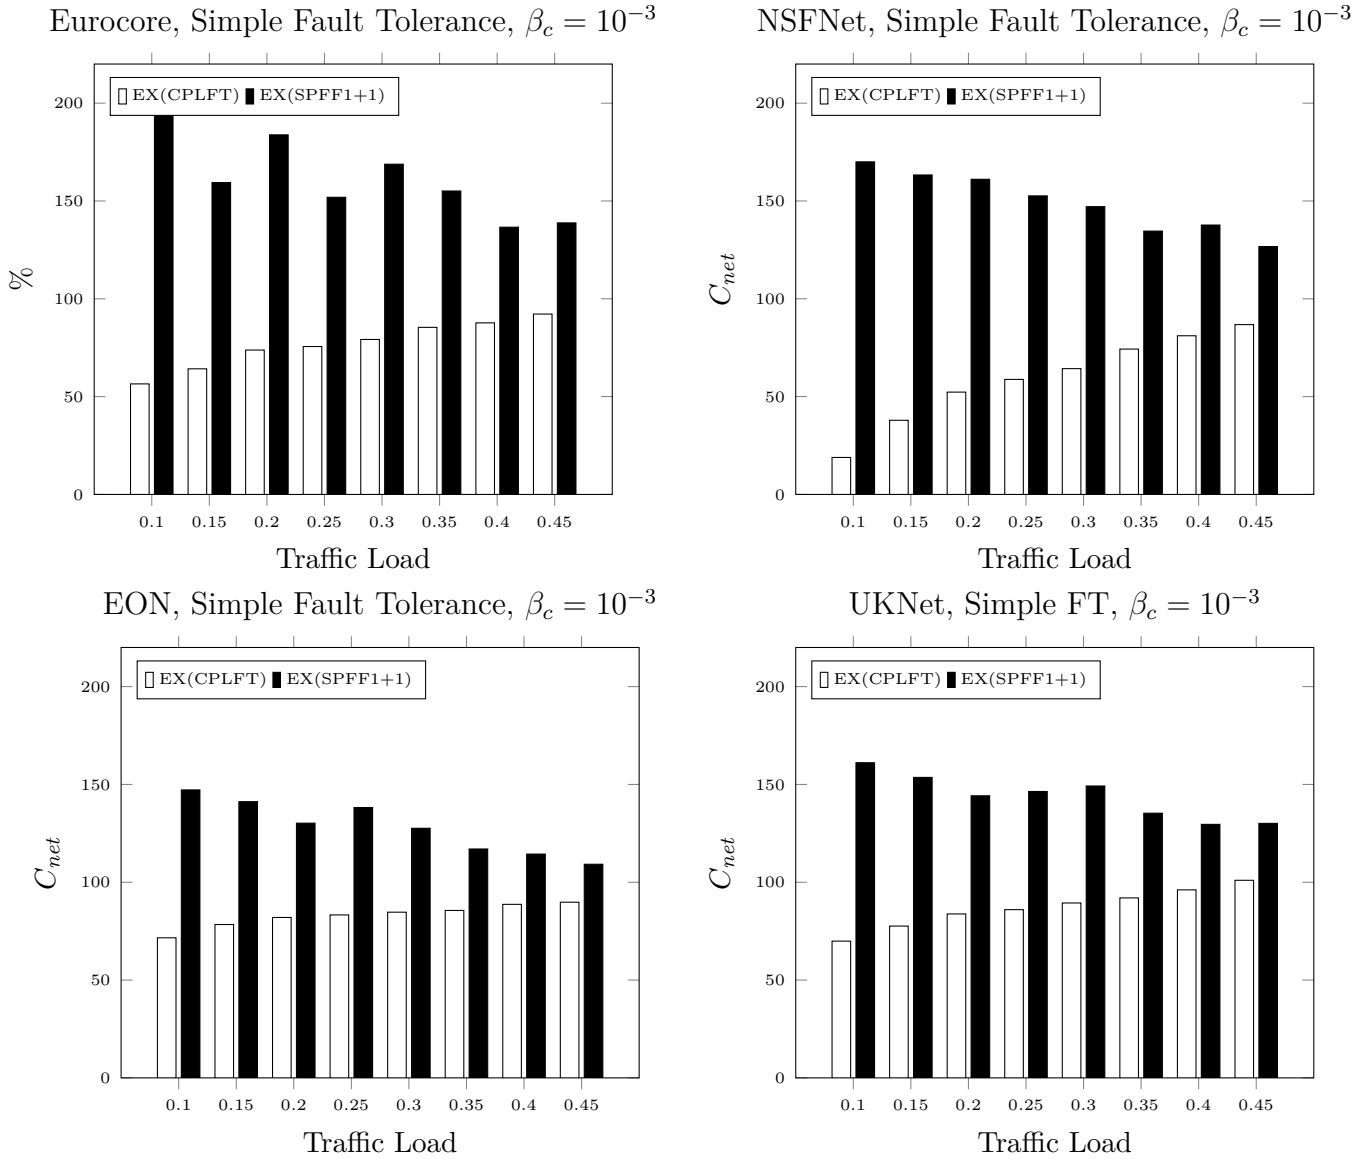 Eurocore, Simple Fault Tolerance, β_c = 10⁻³
EX(CPLFT) EX(SPFF1+1)
200
150
100
50
0
%
0.1 0.15 0.2 0.25 0.3 0.35 0.4 0.45
Traffic Load
NSFNet, Simple Fault Tolerance, β_c = 10⁻³
EX(CPLFT) EX(SPFF1+1)
200
150
100
50
0
C_net
0.1 0.15 0.2 0.25 0.3 0.35 0.4 0.45
Traffic Load
EON, Simple Fault Tolerance, β_c = 10⁻³
EX(CPLFT) EX(SPFF1+1)
200
150
100
50
0
C_net
0.1 0.15 0.2 0.25 0.3 0.35 0.4 0.45
Traffic Load
UKNet, Simple FT, β_c = 10⁻³
EX(CPLFT) EX(SPFF1+1)
200
150
100
50
0
C_net
0.1 0.15 0.2 0.25 0.3 0.35 0.4 0.45
Traffic Load